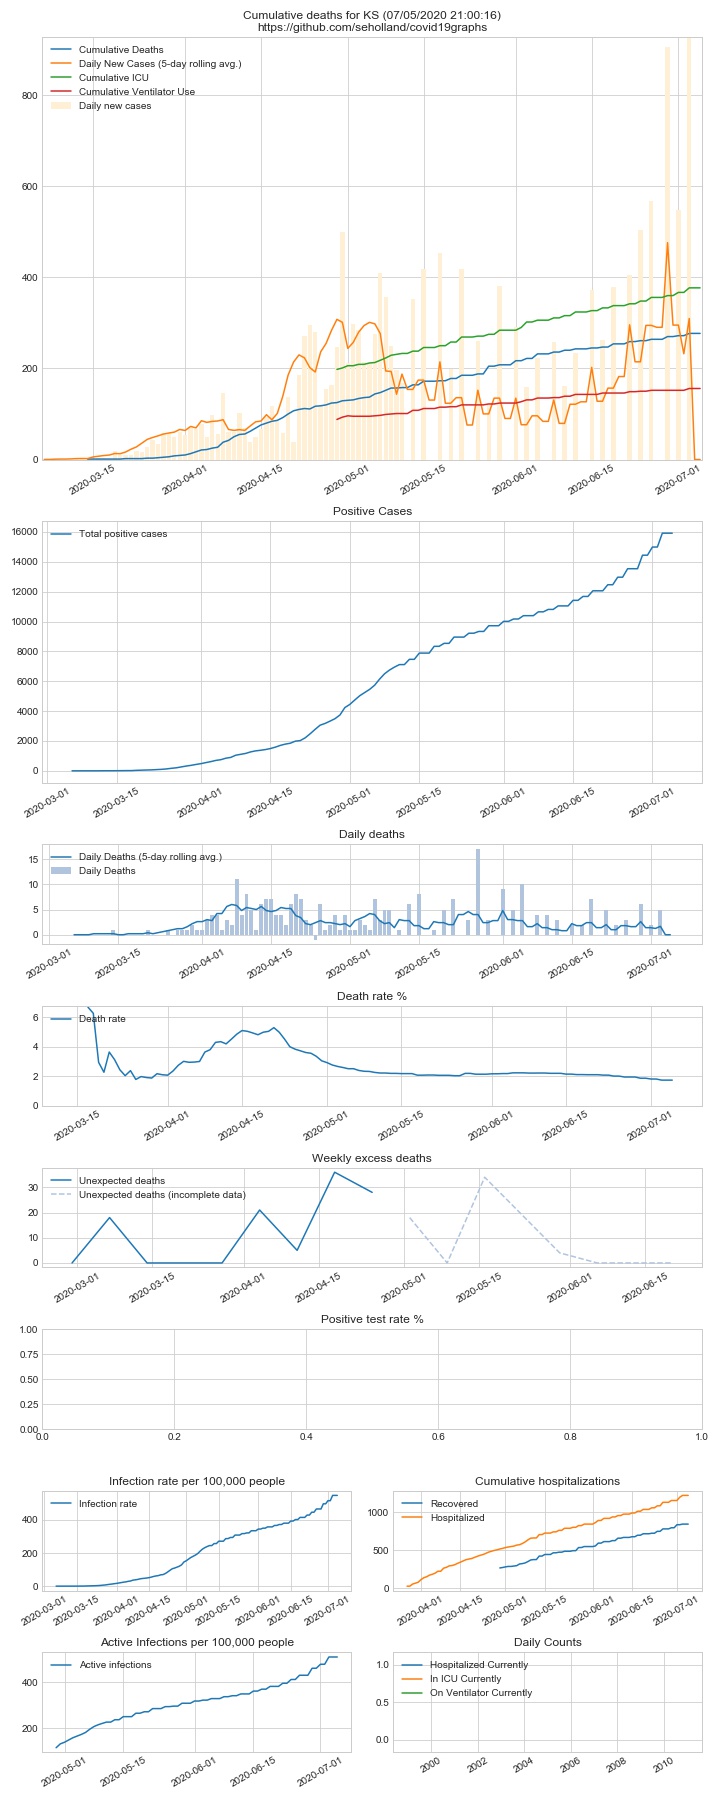 Cumulative deaths for KS (07/05/2020 21:00:16)
https://github.com/seholland/covid19graphs
Cumulative Deaths
Daily New Cases (5-day rolling avg.)
Cumulative ICU
Cumulative Ventilator Use
Daily new cases
800
600
400
200
0
2020-03-15 2020-04-01 2020-04-15 2020-05-01 2020-05-15 2020-06-01 2020-06-15 2020-07-01
Positive Cases
Total positive cases
16000
14000
12000
10000
8000
6000
4000
2000
0
2020-03-01 2020-03-15 2020-04-01 2020-04-15 2020-05-01 2020-05-15 2020-06-01 2020-06-15 2020-07-01
Daily deaths
Daily Deaths (5-day rolling avg.)
Daily Deaths
15
10
5
0
2020-03-01 2020-03-15 2020-04-01 2020-04-15 2020-05-01 2020-05-15 2020-06-01 2020-06-15 2020-07-01
Death rate %
Death rate
6
4
2
0
2020-03-15 2020-04-01 2020-04-15 2020-05-01 2020-05-15 2020-06-01 2020-06-15 2020-07-01
Weekly excess deaths
Unexpected deaths
Unexpected deaths (incomplete data)
30
20
10
0
2020-03-01 2020-03-15 2020-04-01 2020-04-15 2020-05-01 2020-05-15 2020-06-01 2020-06-15
Positive test rate %
1.00
0.75
0.50
0.25
0.00
0.0 0.2 0.4 0.6 0.8 1.0
Infection rate per 100,000 people
Infection rate
400
200
0
2020-03-01 2020-03-15 2020-04-01 2020-04-15 2020-05-01 2020-05-15 2020-06-01 2020-06-15 2020-07-01
Cumulative hospitalizations
Recovered
Hospitalized
1000
500
0
2020-04-01 2020-04-15 2020-05-01 2020-05-15 2020-06-01 2020-06-15 2020-07-01
Active Infections per 100,000 people
Active infections
400
200
2020-05-01 2020-05-15 2020-06-01 2020-06-15 2020-07-01
Daily Counts
Hospitalized Currently
In ICU Currently
On Ventilator Currently
1.0
0.5
0.0
2000 2002 2004 2006 2008 2010